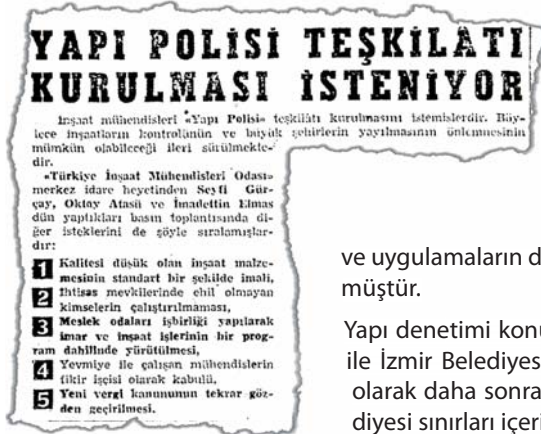 YAPI POLİSİ TEŞKİLÂTI
KURULMASI İSTENİYOR
İnşaat mühendisleri «Yapı Polisi» teşkilâtı kurulmasını istemişlerdir. Böy-
lece inşaatların kontrolünün ve büyük şehirlerin yayılmasının önlenmesinin
mümkün olabileceği ileri sürülmekte-
dir.
«Türkiye İnşaat Mühendisleri Odası»
merkez idare heyetinden Seyfi Gür-
çay, Oktay Atasü ve İmadettin Elmas
dün yaptıkları basın toplantısında di-
ğer isteklerini de şöyle sıralamışlar-
dır:
1 Kalitesi düşük olan inşaat malze-
mesinin standart bir şekilde imali,
2 İhtisas mevkilerinde ehil olmayan
kimselerin çalıştırılmaması,
3 Meslek odaları işbirliği yapılarak
imar ve inşaat işlerinin bir prog-
ram dahilinde yürütülmesi,
4 Yevmiye ile çalışan mühendislerin
fikir işçisi olarak kabulü,
5 Yeni vergi kanununun tekrar göz-
den geçirilmesi.
ve uygulamaların d
müştür.
Yapı denetimi konu
ile İzmir Belediyes
olarak daha sonra
diyesi sınırları içeri